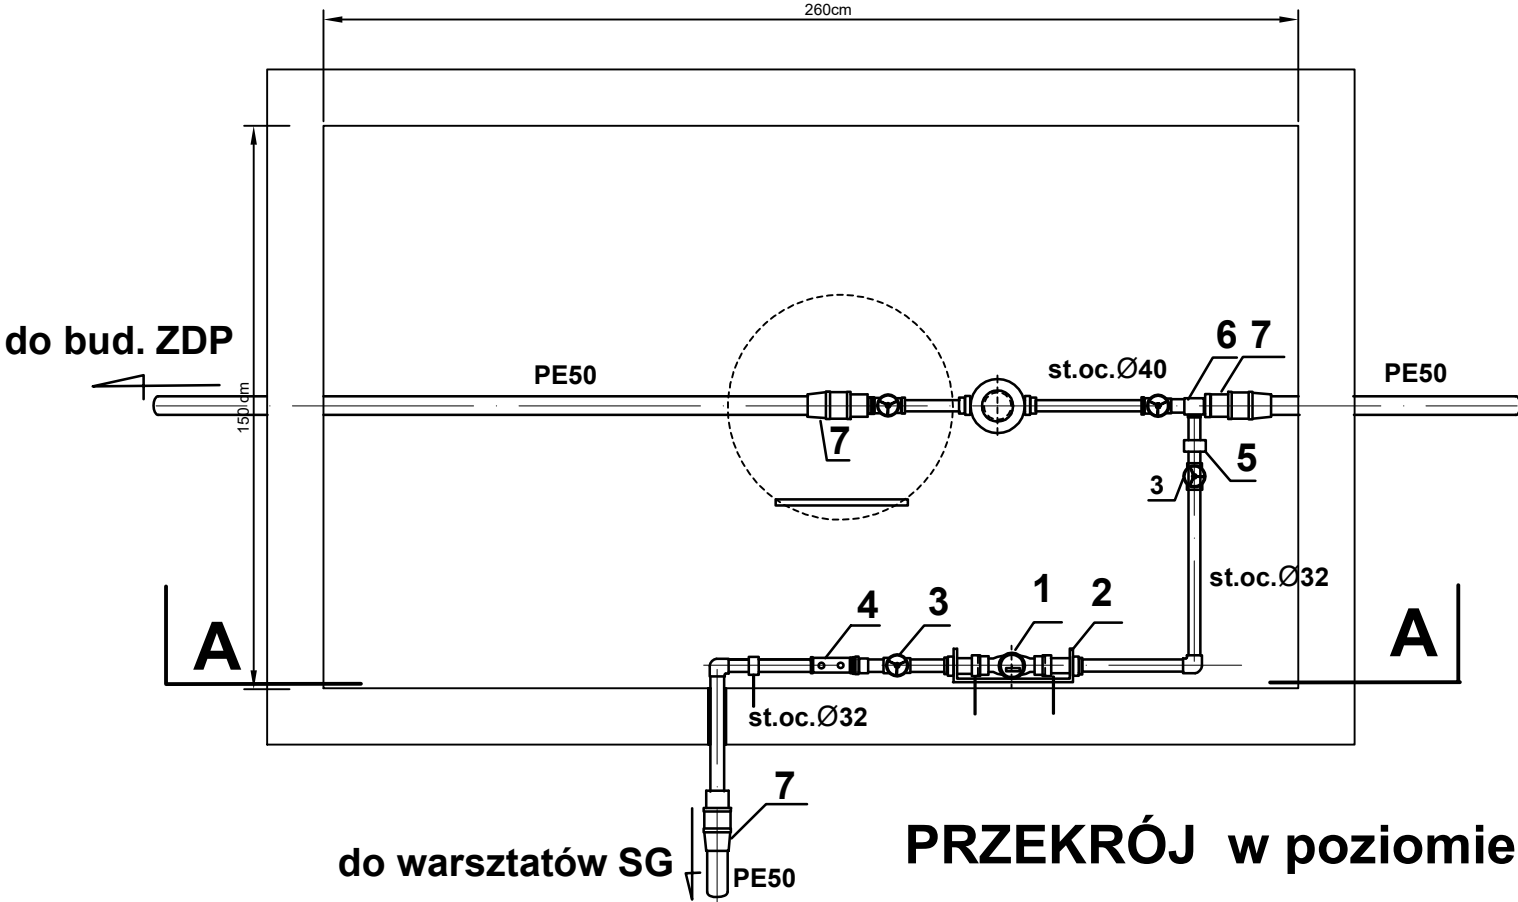 260cm
do bud. ZDP
150 cm
PE50
st.oc.Ø40
6 7
PE50
7
5
3
st.oc.Ø32
A
4
3
1
2
A
st.oc.Ø32
7
do warsztatów SG
PE50
PRZEKRÓJ w poziomie